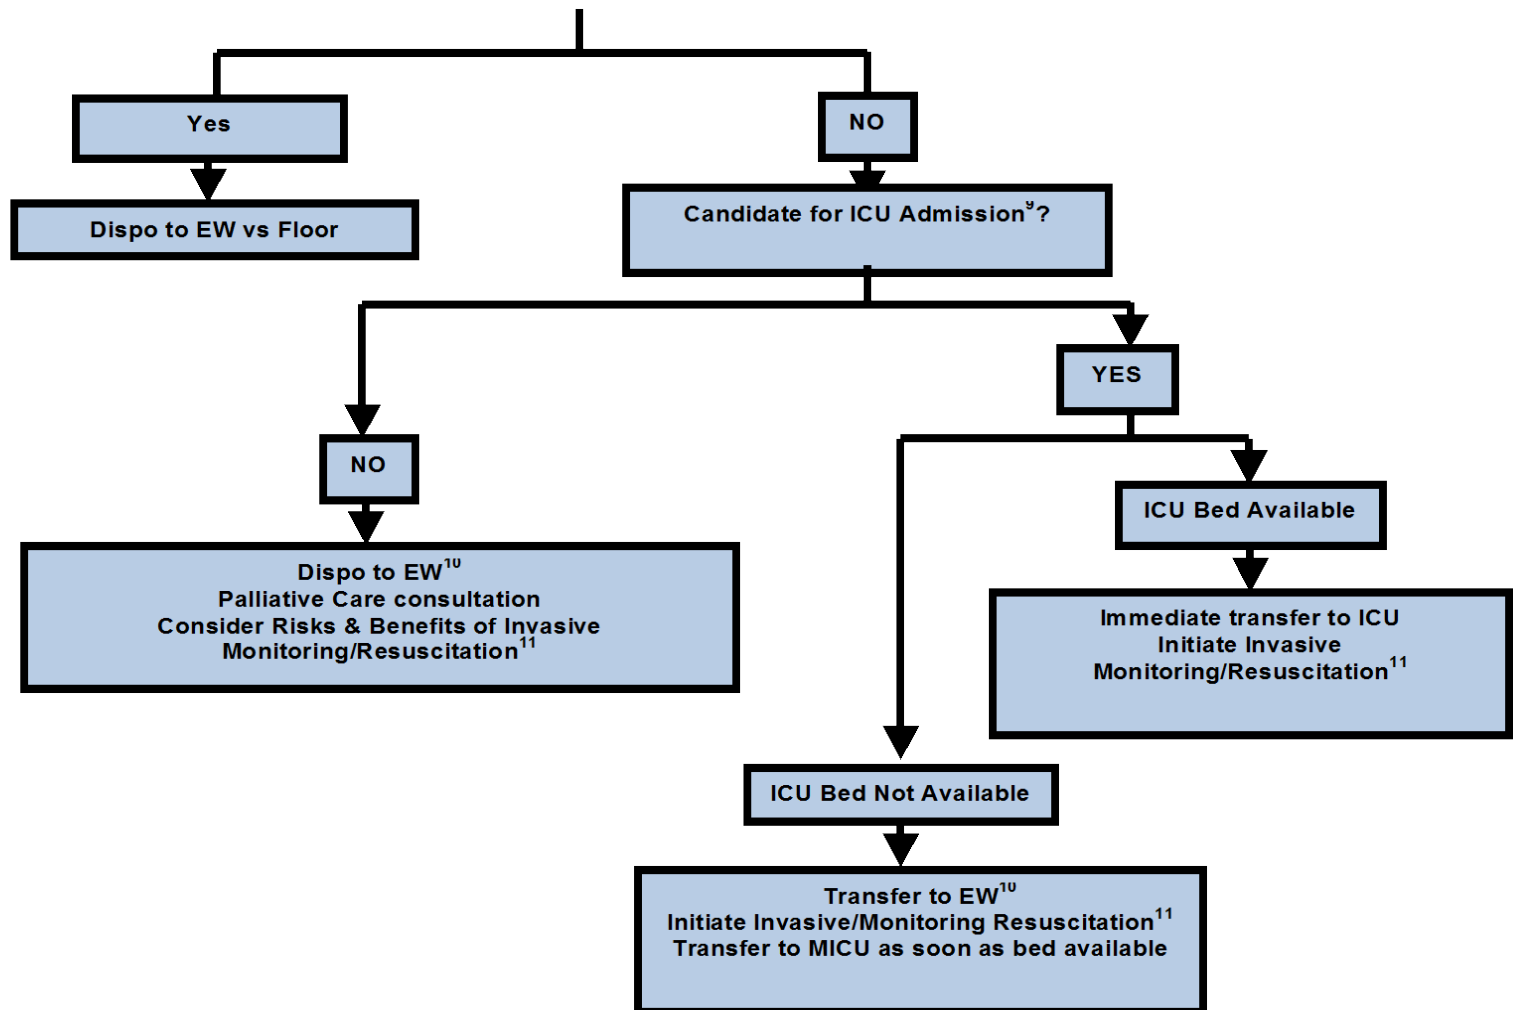 Yes
NO
Dispo to EW vs Floor
Candidate for ICU Admission⁹?
YES
NO
ICU Bed Available
Dispo to EW¹⁰
Palliative Care consultation
Consider Risks & Benefits of Invasive
Monitoring/Resuscitation¹¹
Immediate transfer to ICU
Initiate Invasive
Monitoring/Resuscitation¹¹
ICU Bed Not Available
Transfer to EW¹⁰
Initiate Invasive/Monitoring Resuscitation¹¹
Transfer to MICU as soon as bed available